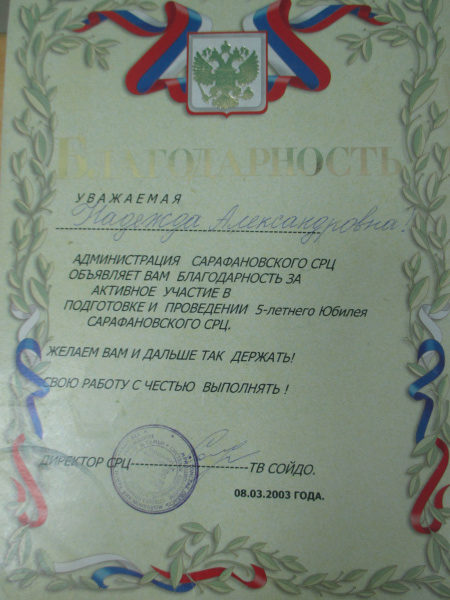 БЛАГОДАРНОСТЬ
УВАЖАЕМАЯ
Надежда Александровна!
АДМИНИСТРАЦИЯ САРАФАНОВСКОГО СРЦ
ОБЪЯВЛЯЕТ ВАМ БЛАГОДАРНОСТЬ ЗА
АКТИВНОЕ УЧАСТИЕ В
ПОДГОТОВКЕ И ПРОВЕДЕНИИ 5-летнего Юбилея
САРАФАНОВСКОГО СРЦ.
ЖЕЛАЕМ ВАМ И ДАЛЬШЕ ТАК ДЕРЖАТЬ!
СВОЮ РАБОТУ С ЧЕСТЬЮ ВЫПОЛНЯТЬ !
ДИРЕКТОР СРЦ------------------------ТВ СОЙДО.
08.03.2003 ГОДА.